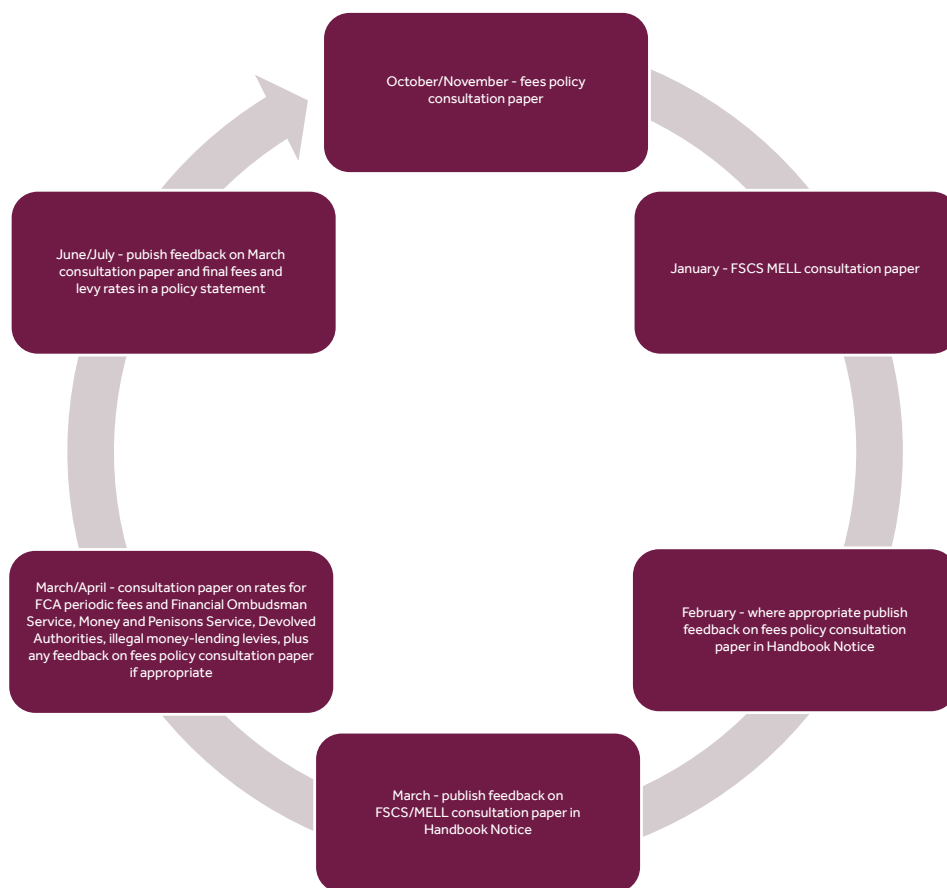 October/November - fees policy
consultation paper
January - FSCS MELL consultation paper
February - where appropriate publish
feedback on fees policy consultation
paper in Handbook Notice
March - publish feedback on
FSCS/MELL consultation paper in
Handbook Notice
March/April - consultation paper on rates for
FCA periodic fees and Financial Ombudsman
Service, Money and Penisons Service, Devolved
Authorities, illegal money-lending levies, plus
any feedback on fees policy consultation paper
if appropriate
June/July - pubish feedback on March
consultation paper and final fees and
levy rates in a policy statement